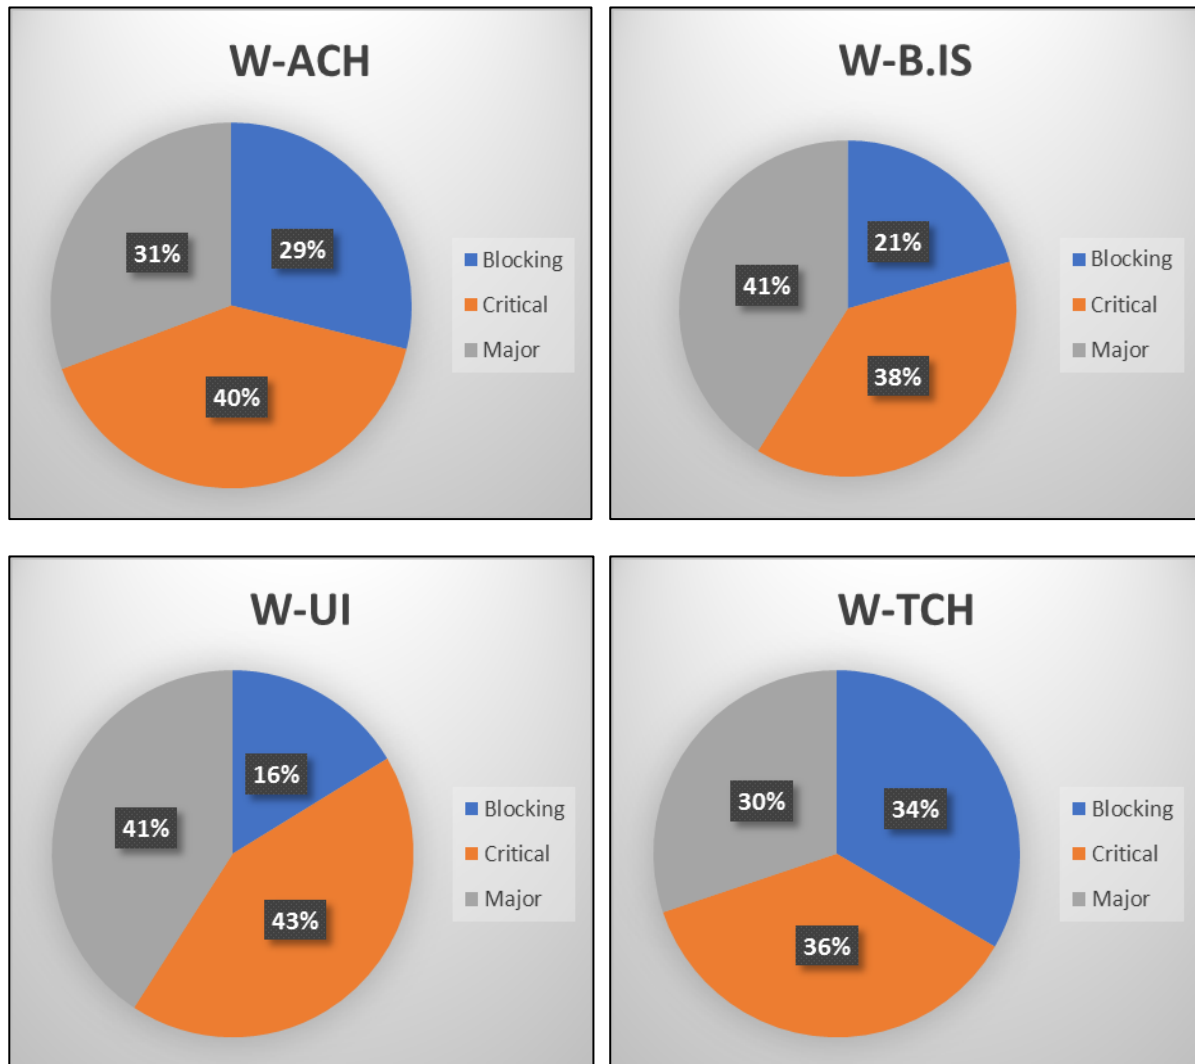 W-ACH
29%
40%
31%
Blocking
Critical
Major
W-B.IS
21%
38%
41%
Blocking
Critical
Major
W-UI
16%
43%
41%
Blocking
Critical
Major
W-TCH
34%
36%
30%
Blocking
Critical
Major